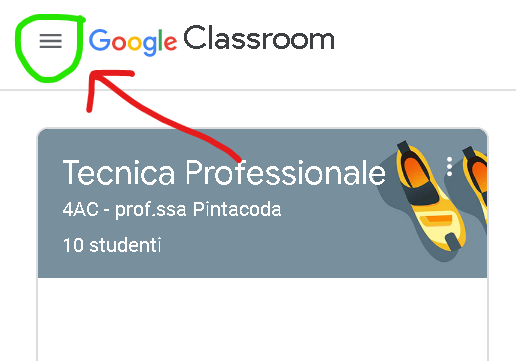 Google Classroom
Tecnica Professionale
4AC - prof.ssa Pintacoda
10 studenti